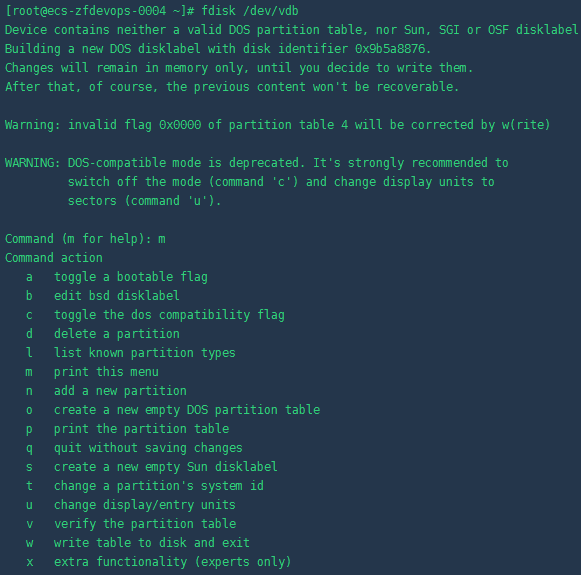 [root@ecs-zfdevops-0004 ~]# fdisk /dev/vdb
Device contains neither a valid DOS partition table, nor Sun, SGI or OSF disklabel
Building a new DOS disklabel with disk identifier 0x9b5a8876.
Changes will remain in memory only, until you decide to write them.
After that, of course, the previous content won't be recoverable.

Warning: invalid flag 0x0000 of partition table 4 will be corrected by w(rite)

WARNING: DOS-compatible mode is deprecated. It's strongly recommended to
         switch off the mode (command 'c') and change display units to
         sectors (command 'u').

Command (m for help): m
Command action
   a   toggle a bootable flag
   b   edit bsd disklabel
   c   toggle the dos compatibility flag
   d   delete a partition
   l   list known partition types
   m   print this menu
   n   add a new partition
   o   create a new empty DOS partition table
   p   print the partition table
   q   quit without saving changes
   s   create a new empty Sun disklabel
   t   change a partition's system id
   u   change display/entry units
   v   verify the partition table
   w   write table to disk and exit
   x   extra functionality (experts only)